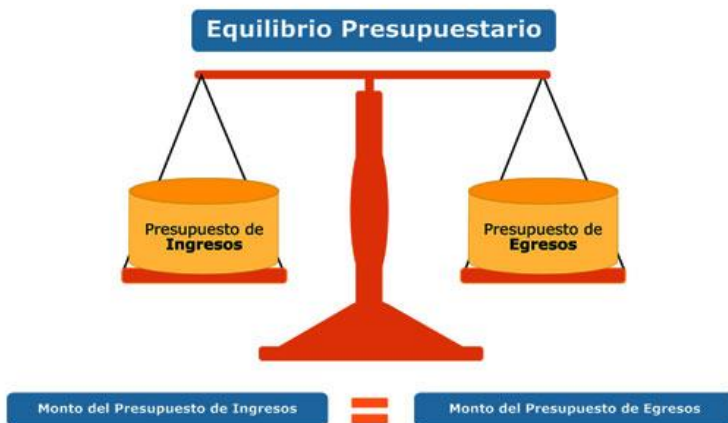 Equilibrio Presupuestario
Presupuesto de
Ingresos
Presupuesto de
Egresos
Monto del Presupuesto de Ingresos = Monto del Presupuesto de Egresos